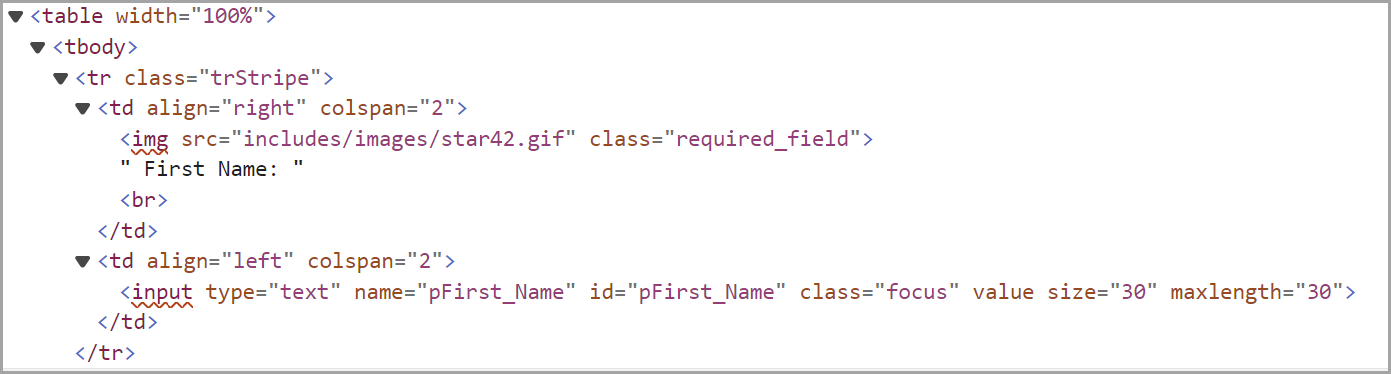 <table width="100%">
<tbody>
<tr class="trStripe">
<td align="right" colspan="2">
<img src="includes/images/star42.gif" class="required_field">
" First Name: "
<br>
</td>
<td align="left" colspan="2">
<input type="text" name="pFirst_Name" id="pFirst_Name" class="focus" value size="30" maxlength="30">
</td>
</tr>